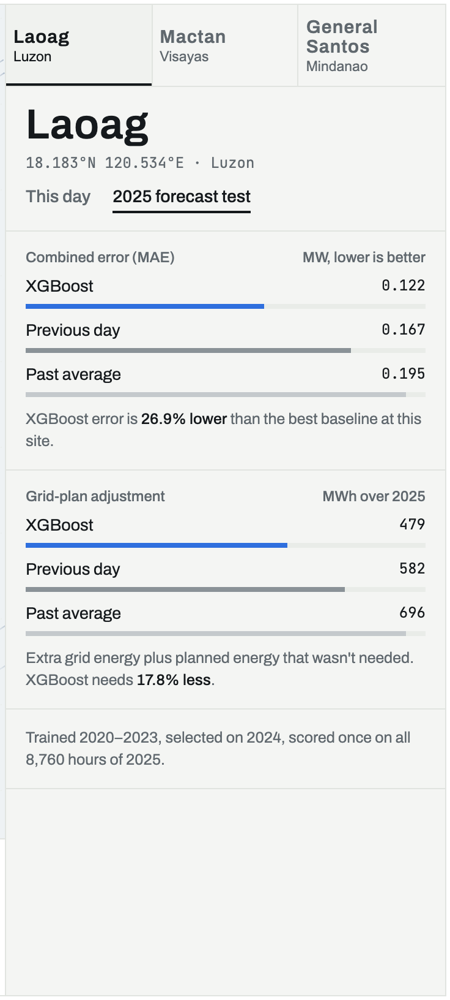 Laoag
Luzon
Mactan
Visayas
General
Santos
Mindanao
Laoag
18.183°N 120.534°E · Luzon
This day
2025 forecast test
Combined error (MAE)
MW, lower is better
XGBoost
0.122
Previous day
0.167
Past average
0.195
XGBoost error is 26.9% lower than the best baseline at this
site.
Grid-plan adjustment
MWh over 2025
XGBoost
479
Previous day
582
Past average
696
Extra grid energy plus planned energy that wasn't needed.
XGBoost needs 17.8% less.
Trained 2020–2023, selected on 2024, scored once on all
8,760 hours of 2025.